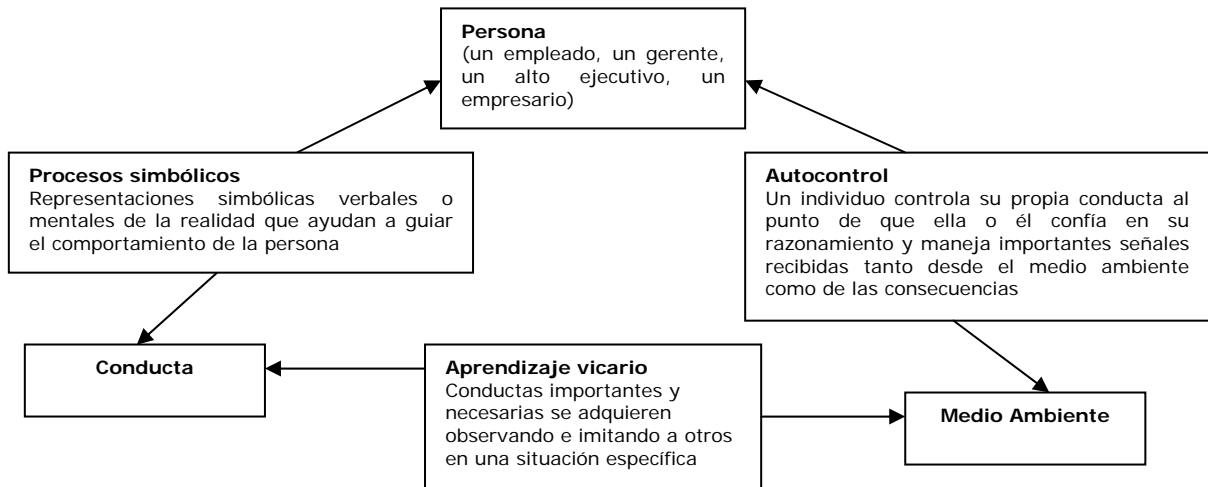 Persona
(un empleado, un gerente,
un alto ejecutivo, un
empresario)
Procesos simbólicos
Representaciones simbólicas verbales o
mentales de la realidad que ayudan a guiar
el comportamiento de la persona
Autocontrol
Un individuo controla su propia conducta al
punto de que ella o él confía en su
razonamiento y maneja importantes señales
recibidas tanto desde el medio ambiente
como de las consecuencias
Conducta
Aprendizaje vicario
Conductas importantes y
necesarias se adquieren
observando e imitando a otros
en una situación específica
Medio Ambiente